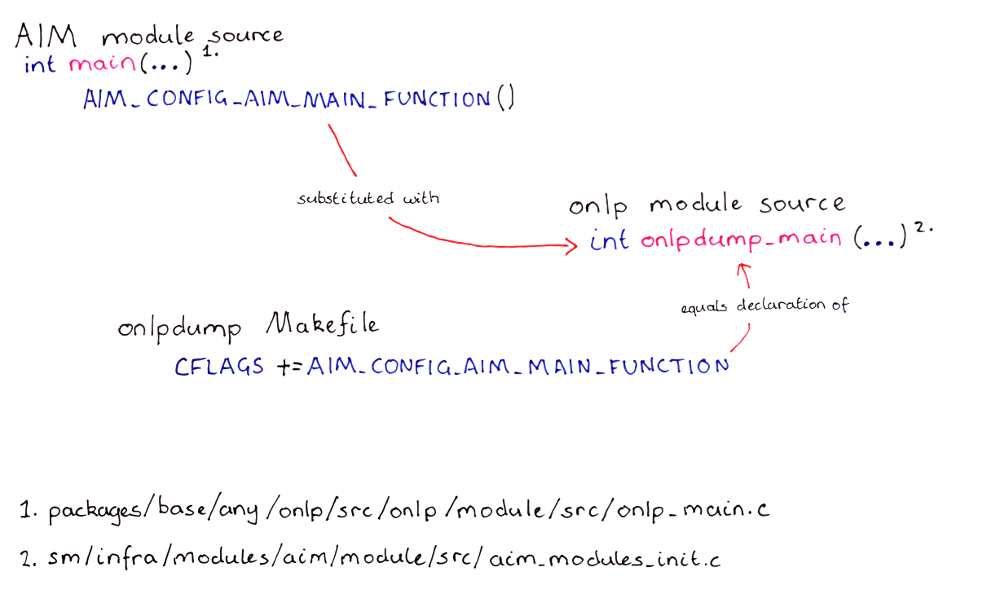 AIM module source
int main(...) 1.
AIM_CONFIG_AIM_MAIN_FUNCTION()
substituted with
onlp module source
int onlpdump_main (...) 2.
equals declaration of
onlpdump Makefile
CFLAGS += AIM_CONFIG_AIM_MAIN_FUNCTION
1. packages/base/any/onlp/src/onlp/module/src/onlp_main.c
2. sm/infra/modules/aim/module/src/aim_modules_init.c